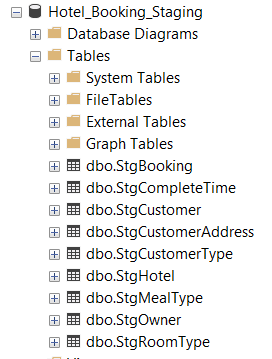 Hotel_Booking_Staging
Database Diagrams
Tables
System Tables
FileTables
External Tables
Graph Tables
dbo.StgBooking
dbo.StgCompleteTime
dbo.StgCustomer
dbo.StgCustomerAddress
dbo.StgCustomerType
dbo.StgHotel
dbo.StgMealType
dbo.StgOwner
dbo.StgRoomType